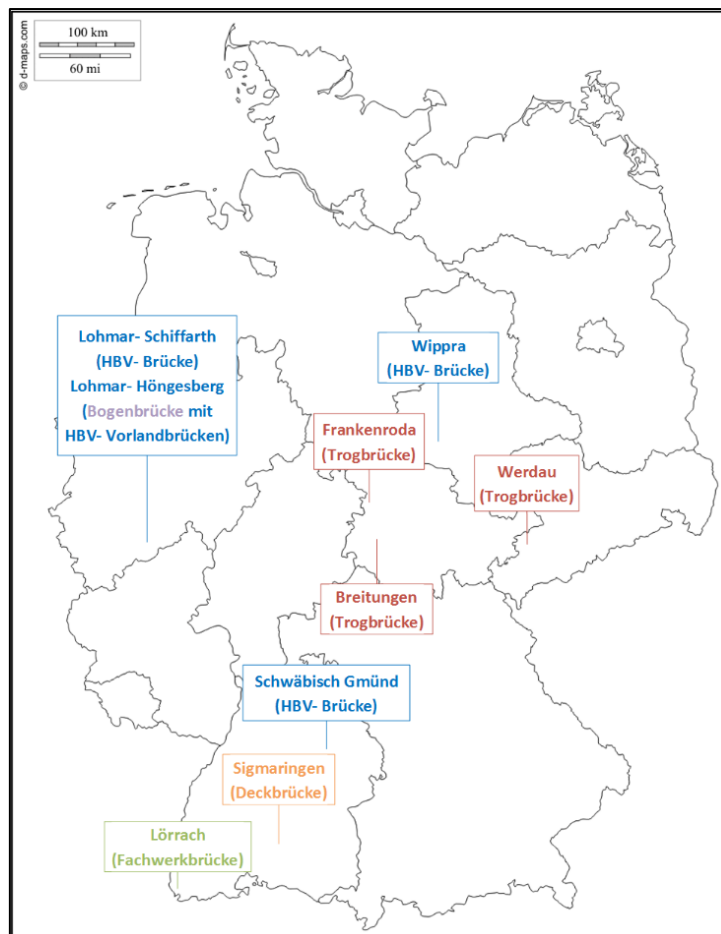 100 km
60 mi
© d-maps.com
Lohmar- Schiffarth
(HBV- Brücke)
Lohmar- Höngesberg
(Bogenbrücke mit
HBV- Vorlandbrücken)
Wippra
(HBV- Brücke)
Frankenroda
(Trogbrücke)
Werdau
(Trogbrücke)
Breitungen
(Trogbrücke)
Schwäbisch Gmünd
(HBV- Brücke)
Sigmaringen
(Deckbrücke)
Lörrach
(Fachwerkbrücke)